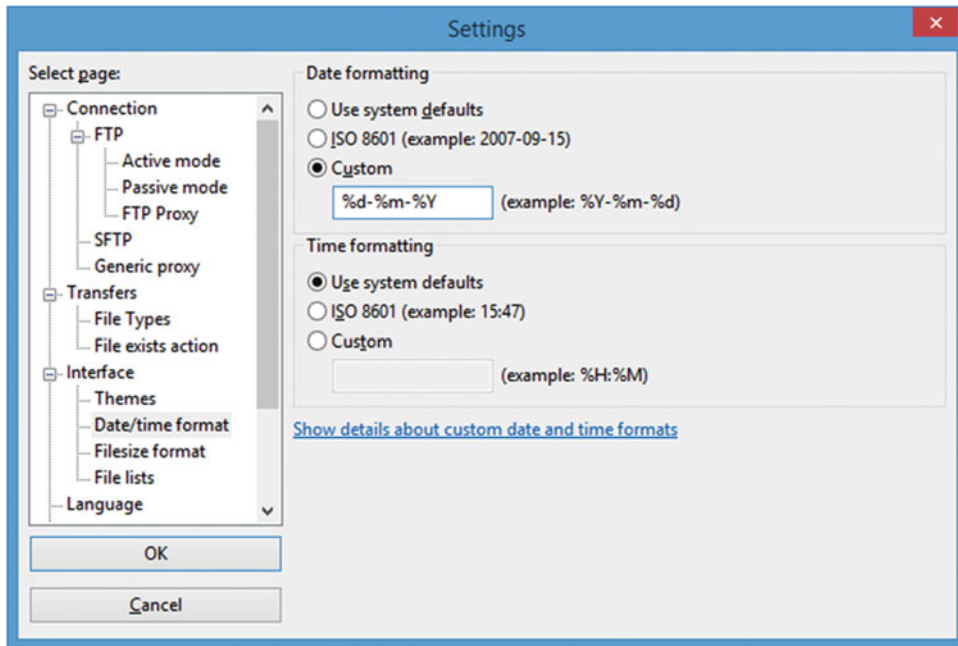 Settings
Select page:
Connection
FTP
Active mode
Passive mode
FTP Proxy
SFTP
Generic proxy
Transfers
File Types
File exists action
Interface
Themes
Date/time format
Filesize format
File lists
Language
OK
Cancel
Date formatting
Use system defaults
ISO 8601 (example: 2007-09-15)
Custom
%d-%m-%Y (example: %Y-%m-%d)
Time formatting
Use system defaults
ISO 8601 (example: 15:47)
Custom
(example: %H:%M)
Show details about custom date and time formats